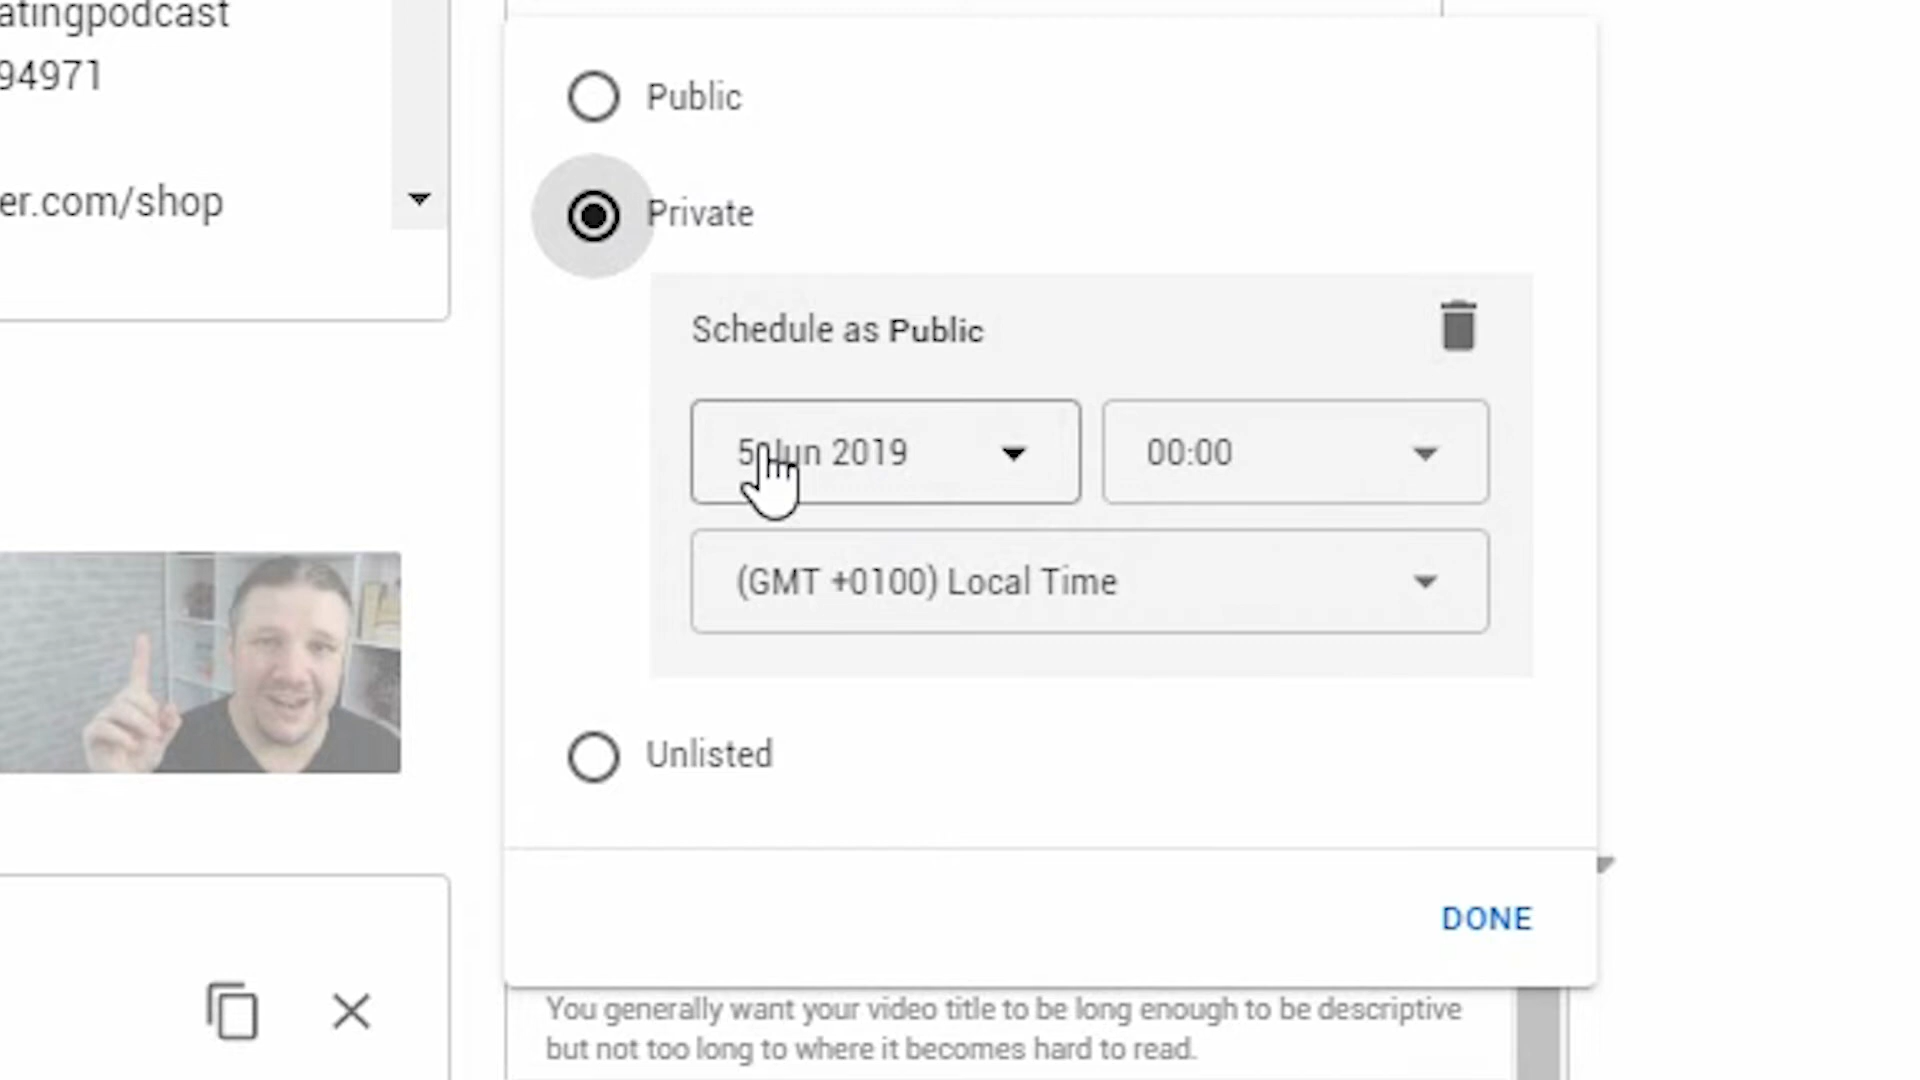 atingpodcast
94971
er.com/shop
Public
Private
Schedule as Public
5 Jun 2019
00:00
(GMT +0100) Local Time
Unlisted
DONE
You generally want your video title to be long enough to be descriptive
but not too long to where it becomes hard to read.